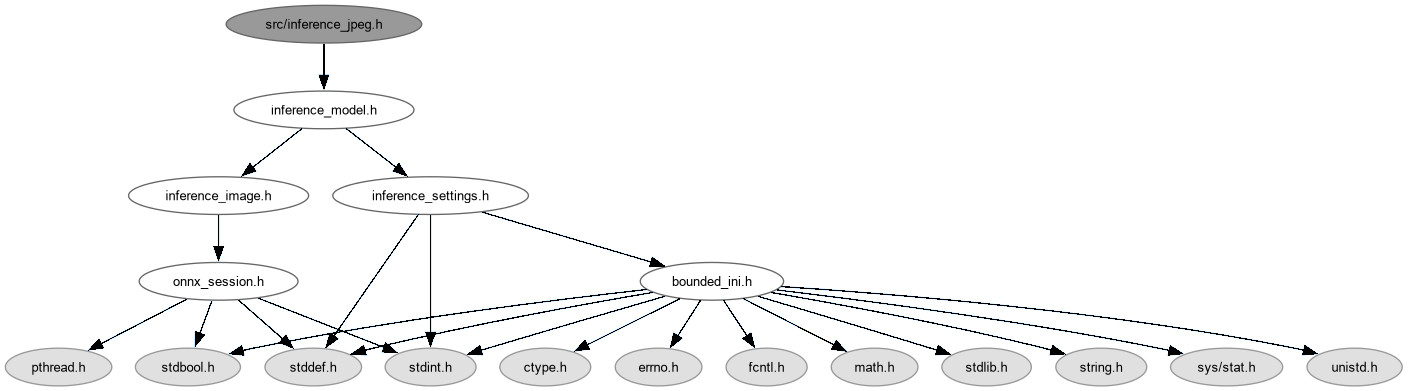 src/inference_jpeg.h
inference_model.h
inference_image.h
inference_settings.h
onnx_session.h
bounded_ini.h
pthread.h
stdbool.h
stddef.h
stdint.h
ctype.h
errno.h
fcntl.h
math.h
stdlib.h
string.h
sys/stat.h
unistd.h